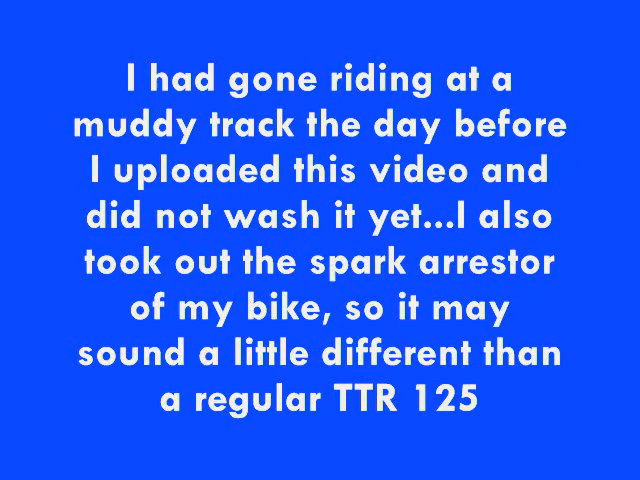 I had gone riding at a
muddy track the day before
I uploaded this video and
did not wash it yet...I also
took out the spark arrestor
of my bike, so it may
sound a little different than
a regular TTR 125